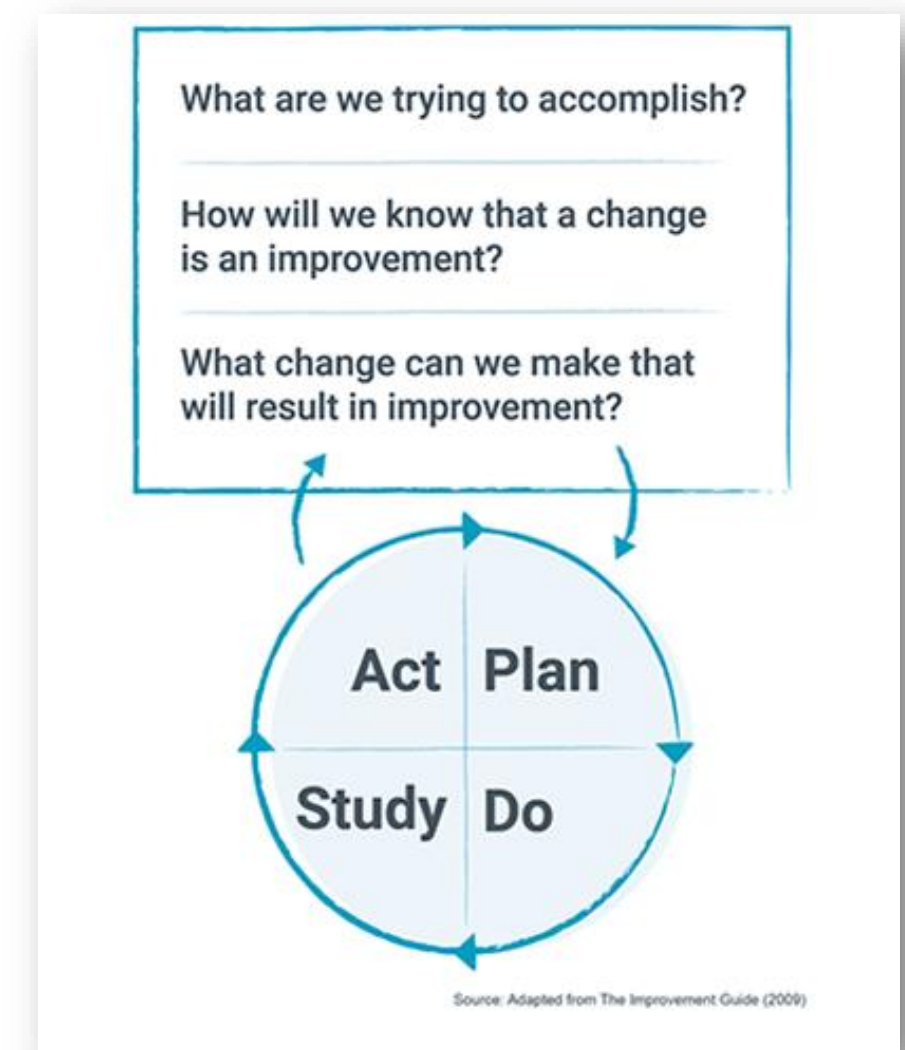 What are we trying to accomplish?
How will we know that a change
is an improvement?
What change can we make that
will result in improvement?
Act Plan
Study Do
Source: Adapted from The Improvement Guide (2009)